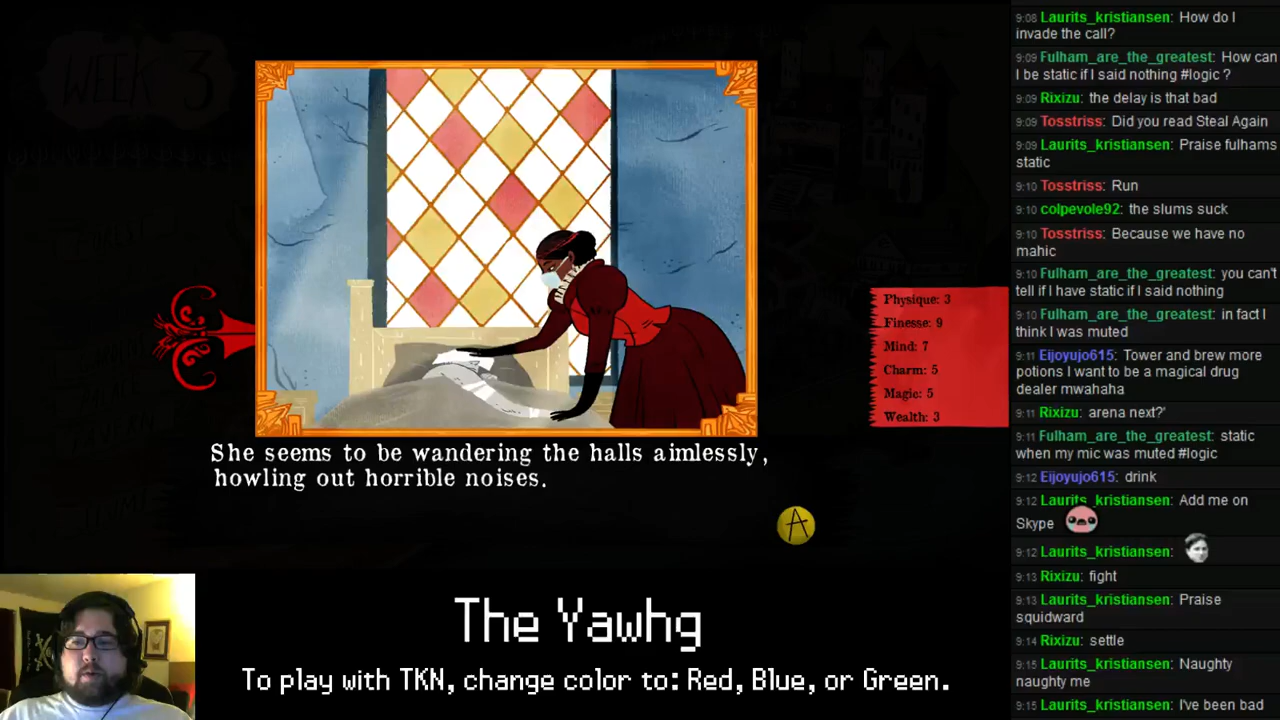 WEEK 3
FOREST
GARDENS
PALACE
TAVERN
SLUMS
She seems to be wandering the halls aimlessly,
howling out horrible noises.
A
Physique: 3
Finesse: 9
Mind: 7
Charm: 5
Magic: 5
Wealth: 3
The Yawhg
To play with TKN, change color to: Red, Blue, or Green.
9:08 Laurits_kristiansen: How do I
invade the call?
9:09 Fulham_are_the_greatest: How can
I be static if I said nothing #logic ?
9:09 Rixizu: the delay is that bad
9:09 Tosstriss: Did you read Steal Again
9:09 Laurits_kristiansen: Praise fulhams
static
9:10 Tosstriss: Run
9:10 colpevole92: the slums suck
9:10 Tosstriss: Because we have no
mahic
9:10 Fulham_are_the_greatest: you can't
tell if I have static if I said nothing
9:10 Fulham_are_the_greatest: in fact I
think I was muted
9:11 Eijoyujo615: Tower and brew more
potions I want to be a magical drug
dealer mwahaha
9:11 Rixizu: arena next?'
9:11 Fulham_are_the_greatest: static
when my mic was muted #logic
9:12 Eijoyujo615: drink
9:12 Laurits_kristiansen: Add me on
Skype
9:12 Laurits_kristiansen:
9:13 Rixizu: fight
9:13 Laurits_kristiansen: Praise
squidward
9:14 Rixizu: settle
9:15 Laurits_kristiansen: Naughty
naughty me
9:15 Laurits_kristiansen: I've been bad